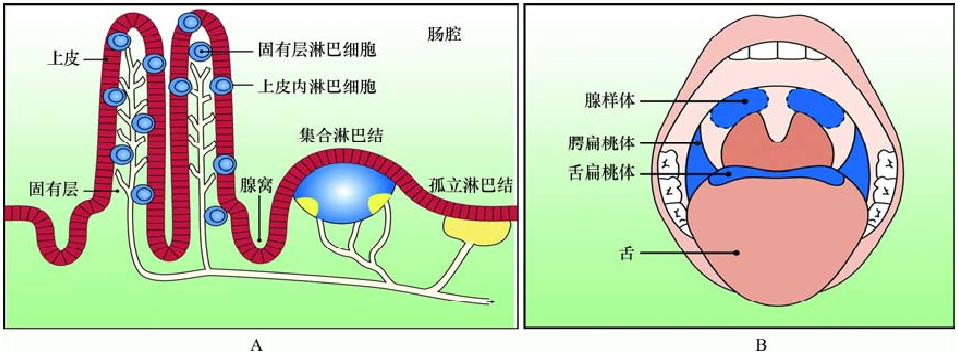 肠腔
上皮
固有层淋巴细胞
上皮内淋巴细胞
集合淋巴结
固有层
腺窝
孤立淋巴结
A
腺样体
腭扁桃体
舌扁桃体
舌
B